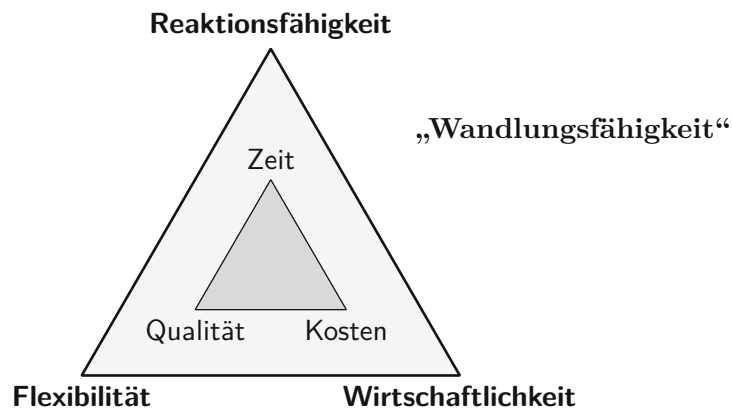 Reaktionsfähigkeit
„Wandlungsfähigkeit“
Zeit
Qualität Kosten
Flexibilität Wirtschaftlichkeit